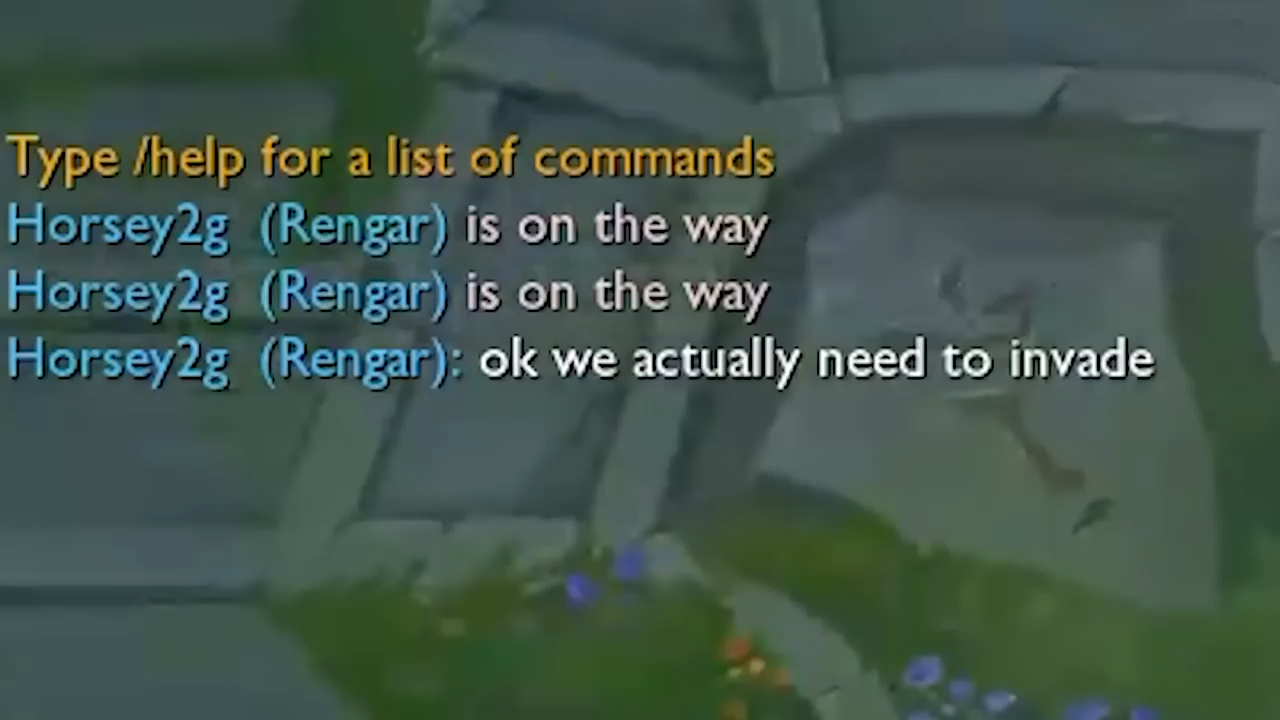 Type /help for a list of commands
Horsey2g (Rengar) is on the way
Horsey2g (Rengar) is on the way
Horsey2g (Rengar): ok we actually need to invade